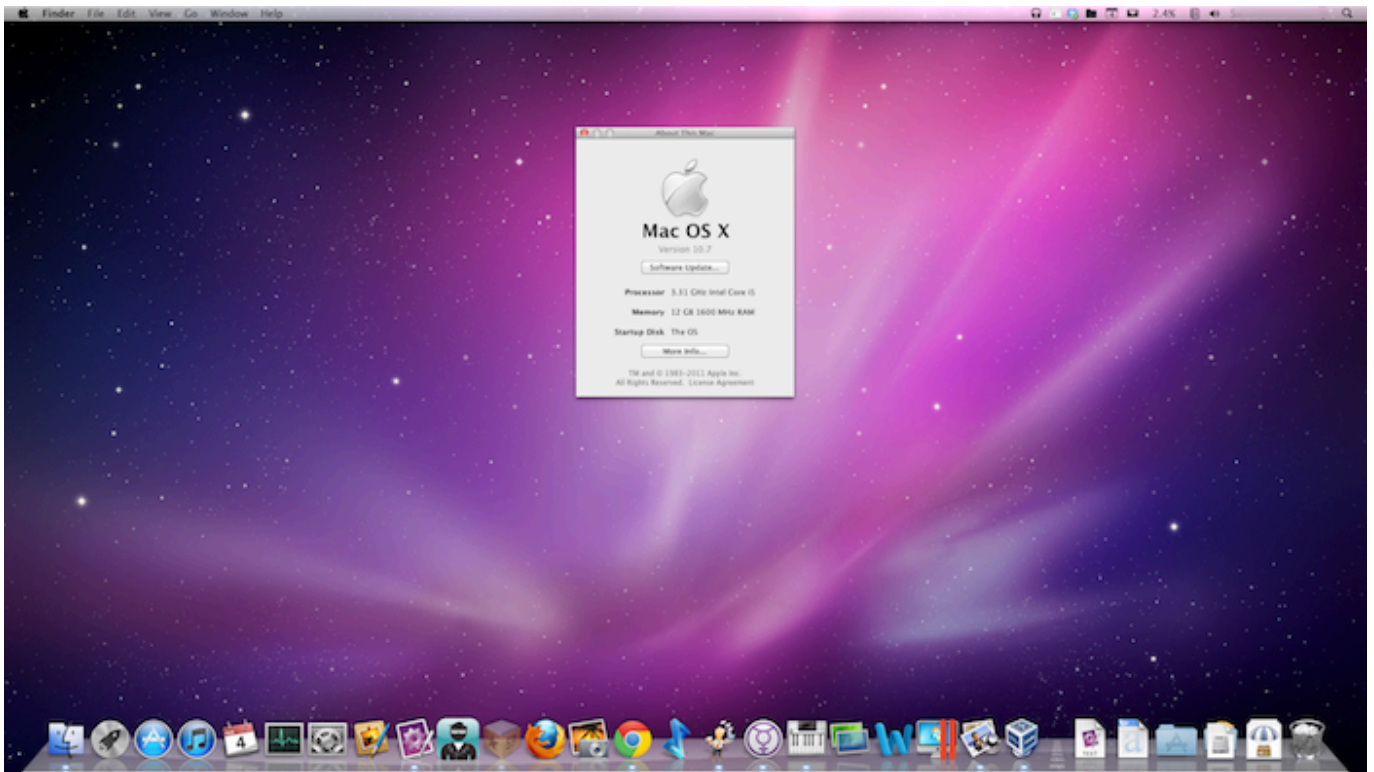 Finder File Edit View Go Window Help 2.4%
About This Mac
Mac OS X
Version 10.7
Software Update...
Processor 3.31 GHz Intel Core i5
Memory 12 GB 1600 MHz RAM
Startup Disk The OS
More Info...
TM and © 1983-2011 Apple Inc.
All Rights Reserved. License Agreement
4
TEXT